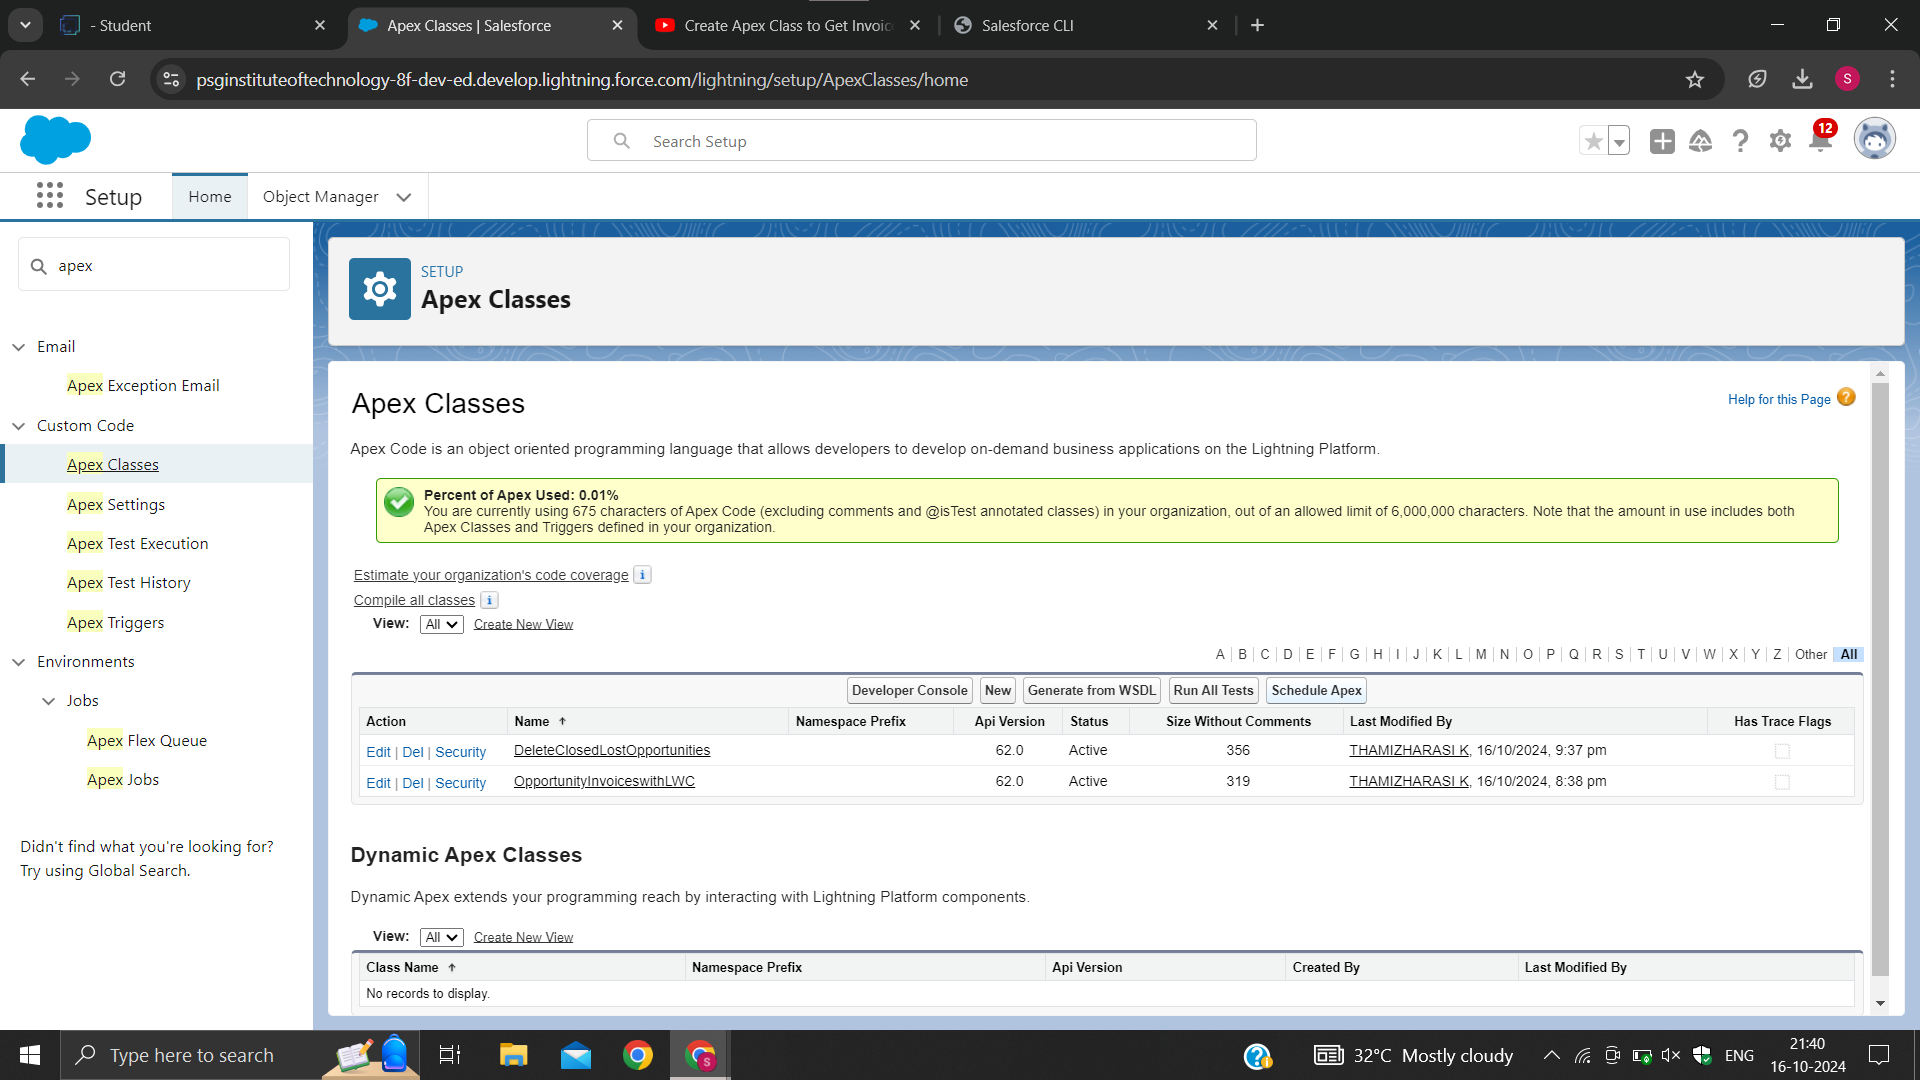 - Student
Apex Classes | Salesforce
Create Apex Class to Get Invoic
Salesforce CLI
psginstituteoftechnology-8f-dev-ed.develop.lightning.force.com/lightning/setup/ApexClasses/home
S
Search Setup
12
Setup
Home
Object Manager
apex
Email
Apex Exception Email
Custom Code
Apex Classes
Apex Settings
Apex Test Execution
Apex Test History
Apex Triggers
Environments
Jobs
Apex Flex Queue
Apex Jobs
Didn't find what you're looking for?
Try using Global Search.
SETUP
Apex Classes
Apex Classes
Help for this Page ?
Apex Code is an object oriented programming language that allows developers to develop on-demand business applications on the Lightning Platform.
Percent of Apex Used: 0.01%
You are currently using 675 characters of Apex Code (excluding comments and @isTest annotated classes) in your organization, out of an allowed limit of 6,000,000 characters. Note that the amount in use includes both
Apex Classes and Triggers defined in your organization.
Estimate your organization's code coverage i
Compile all classes i
View: All Create New View
A | B | C | D | E | F | G | H | I | J | K | L | M | N | O | P | Q | R | S | T | U | V | W | X | Y | Z | Other All
Developer Console New Generate from WSDL Run All Tests Schedule Apex
Action Name ↑ Namespace Prefix Api Version Status Size Without Comments Last Modified By Has Trace Flags
Edit | Del | Security DeleteClosedLostOpportunities 62.0 Active 356 THAMIZHARASI K, 16/10/2024, 9:37 pm
Edit | Del | Security OpportunityInvoiceswithLWC 62.0 Active 319 THAMIZHARASI K, 16/10/2024, 8:38 pm
Dynamic Apex Classes
Dynamic Apex extends your programming reach by interacting with Lightning Platform components.
View: All Create New View
Class Name ↑ Namespace Prefix Api Version Created By Last Modified By
No records to display.
Type here to search
S
32°C Mostly cloudy
ENG
21:40
16-10-2024